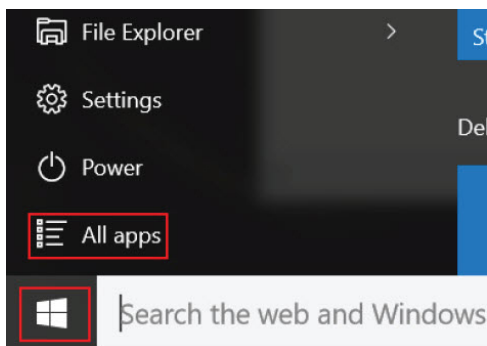 File Explorer
Settings
Power
All apps
Search the web and Windows